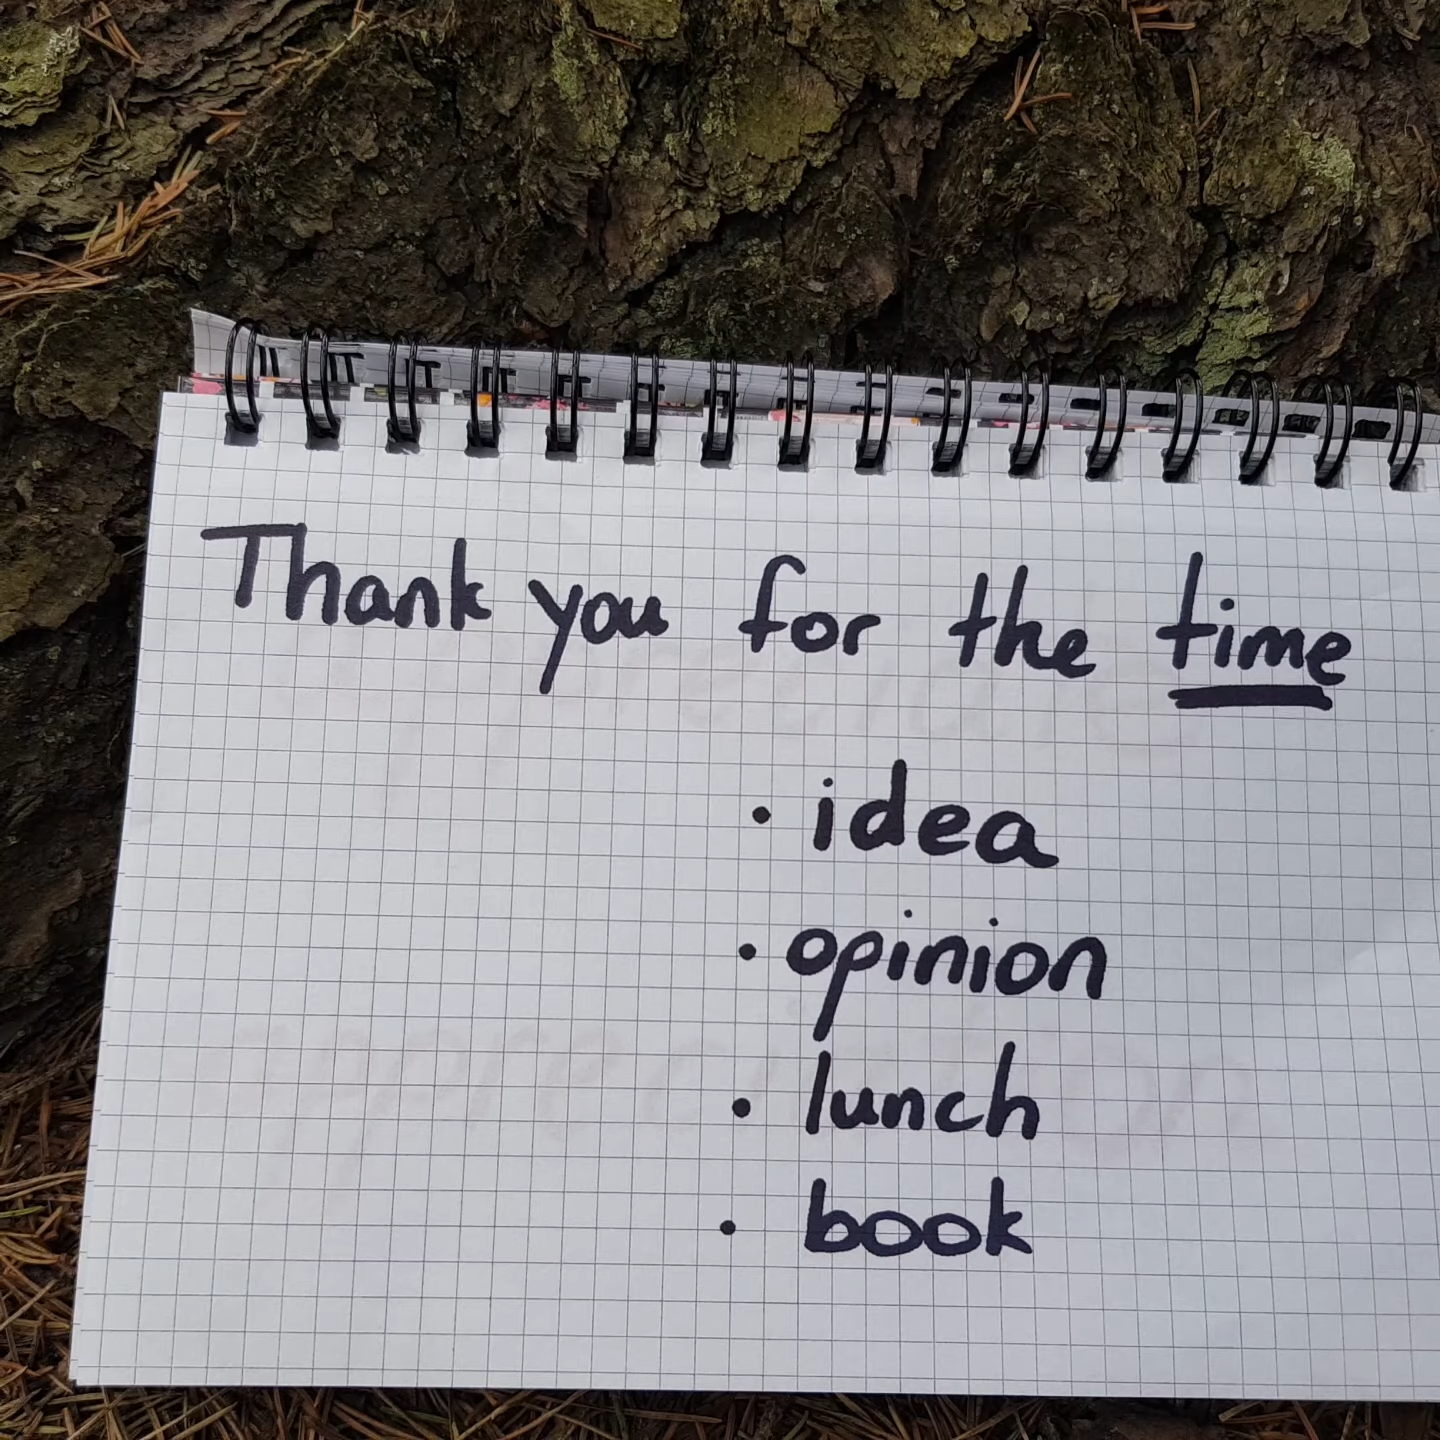 Thank you for the time
• idea
• opinion
• lunch
• book